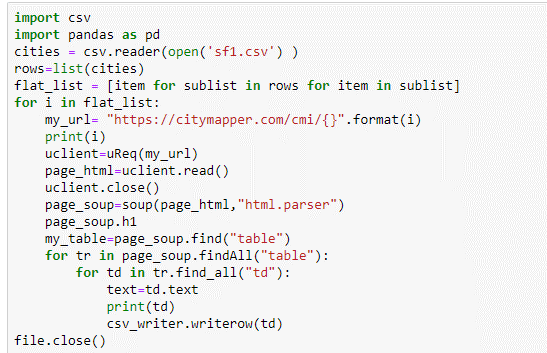 import csv
import pandas as pd
cities = csv.reader(open('sf1.csv') )
rows=list(cities)
flat_list = [item for sublist in rows for item in sublist]
for i in flat_list:
    my_url= "https://citymapper.com/cmi/{}".format(i)
    print(i)
    uclient=uReq(my_url)
    page_html=uclient.read()
    uclient.close()
    page_soup=soup(page_html,"html.parser")
    page_soup.h1
    my_table=page_soup.find("table")
    for tr in page_soup.findAll("table"):
        for td in tr.find_all("td"):
            text=td.text
            print(td)
            csv_writer.writerow(td)
file.close()